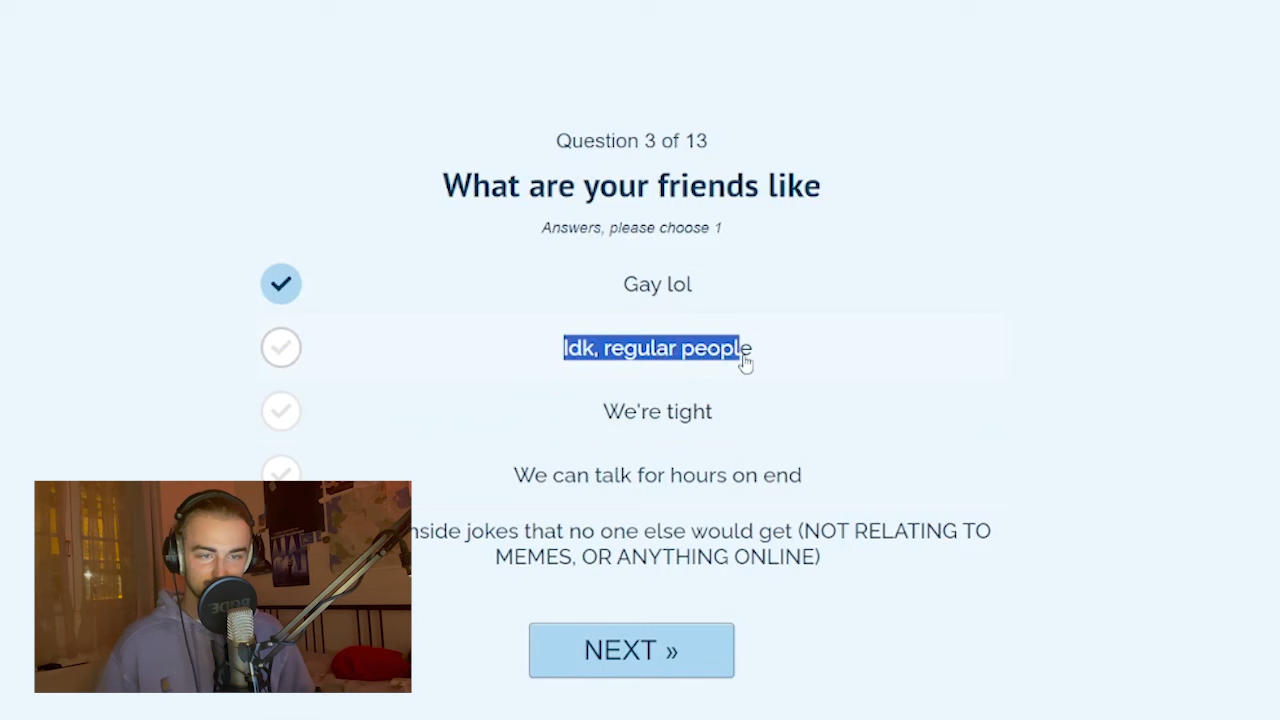 Question 3 of 13
What are your friends like
Answers, please choose 1
Gay lol
Idk, regular people
We're tight
We can talk for hours on end
jokes that no one else would get (NOT RELATING TO
MEMES, OR ANYTHING ONLINE)
NEXT »
RODE